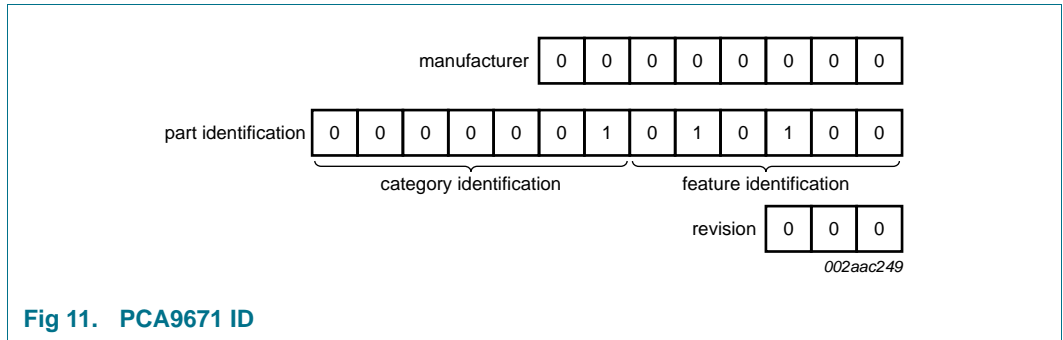 manufacturer 0 0 0 0 0 0 0 0
part identification 0 0 0 0 0 0 1 0 1 0 1 0 0
category identification feature identification
revision 0 0 0
002aac249
Fig 11. PCA9671 ID